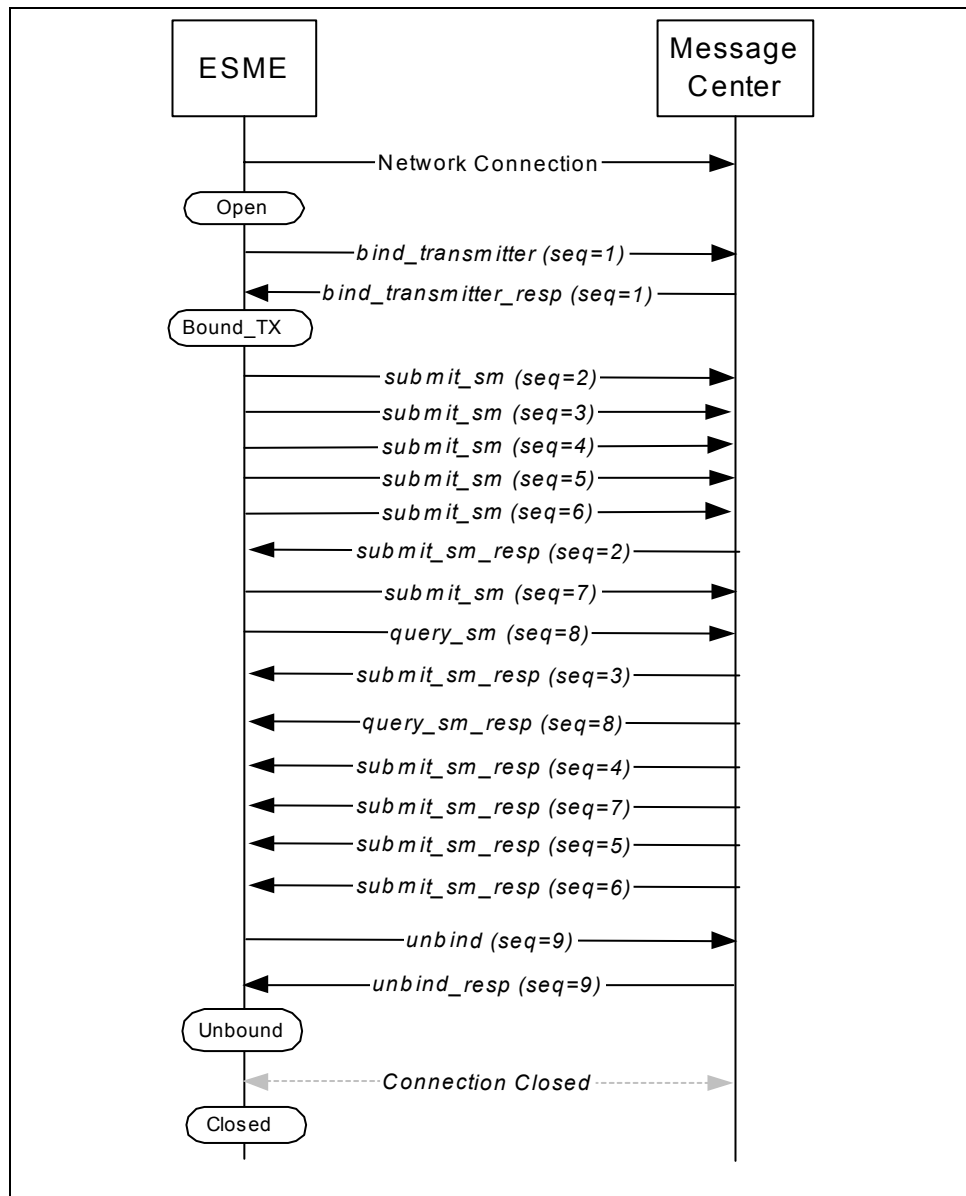 ESME
Message
Center
Network Connection
Open
bind_transmitter (seq=1)
bind_transmitter_resp (seq=1)
Bound_TX
submit_sm (seq=2)
submit_sm (seq=3)
submit_sm (seq=4)
submit_sm (seq=5)
submit_sm (seq=6)
submit_sm_resp (seq=2)
submit_sm (seq=7)
query_sm (seq=8)
submit_sm_resp (seq=3)
query_sm_resp (seq=8)
submit_sm_resp (seq=4)
submit_sm_resp (seq=7)
submit_sm_resp (seq=5)
submit_sm_resp (seq=6)
unbind (seq=9)
unbind_resp (seq=9)
Unbound
Connection Closed
Closed